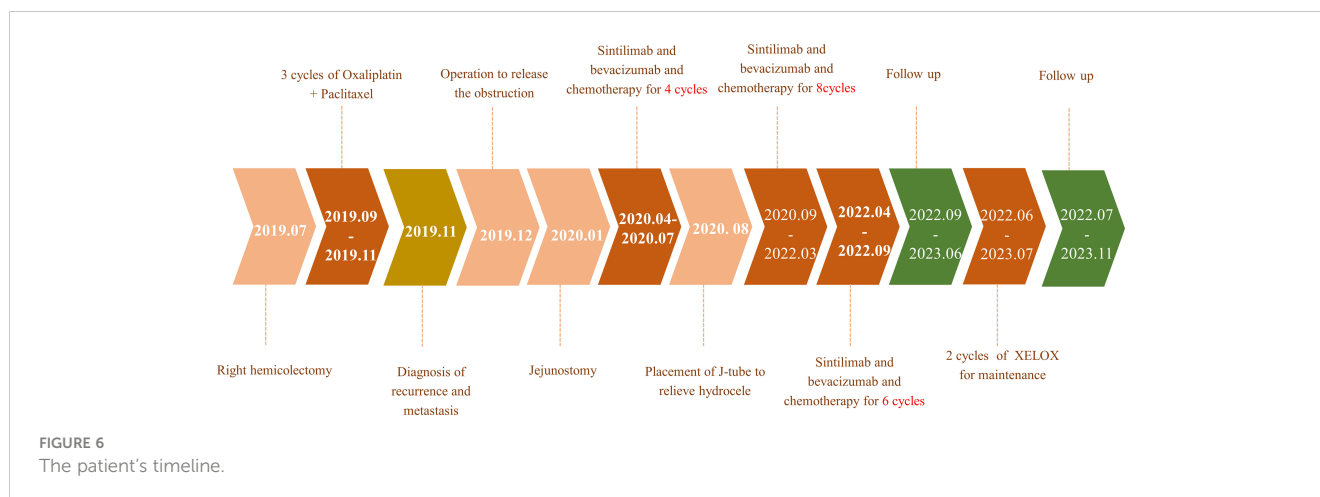 3 cycles of Oxaliplatin
+ Paclitaxel
Operation to release
the obstruction
Sintilimab and
bevacizumab and
chemotherapy for 4 cycles
Sintilimab and
bevacizumab and
chemotherapy for 8cycles
Follow up
Follow up
2019.07
2019.09
-
2019.11
2019.11
2019.12
2020.01
2020.04-
2020.07
2020. 08
2020.09
-
2022.03
2022.04
-
2022.09
2022.09
-
2023.06
2022.06
-
2023.07
2022.07
-
2023.11
Right hemicolectomy
Diagnosis of
recurrence and
metastasis
Jejunostomy
Placement of J-tube to
relieve hydrocele
Sintilimab and
bevacizumab and
chemotherapy for 6 cycles
2 cycles of XELOX
for maintenance
FIGURE 6
The patient's timeline.